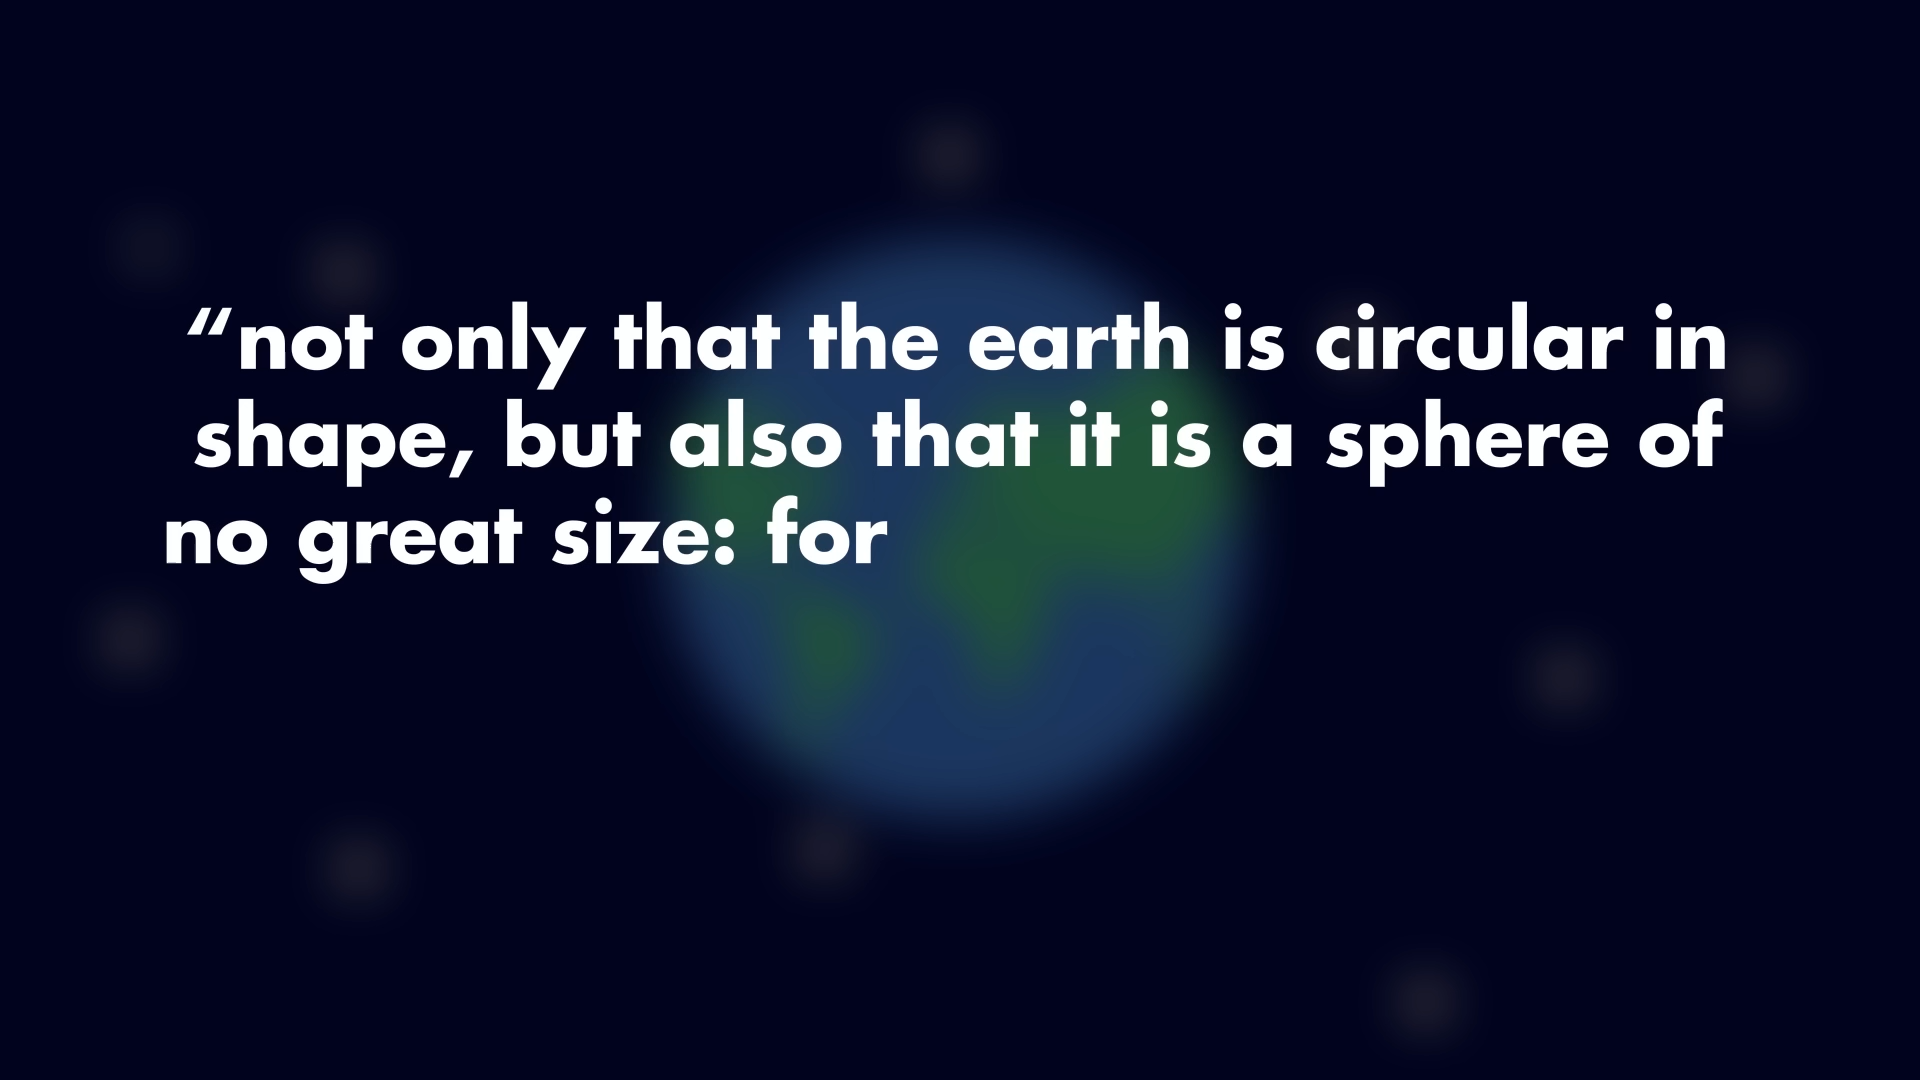 “not only that the earth is circular in
shape, but also that it is a sphere of
no great size: for